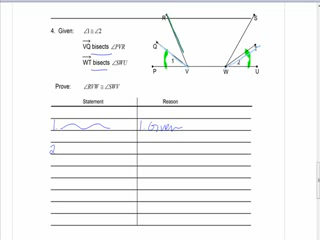 R S
4. Given: ∠1≅∠2
VQ bisects ∠PVR
WT bisects ∠SWU
Q
1 2
P V W U
Prove: ∠RVW ≅ ∠SWV
Statement Reason
1. 1. Given
2